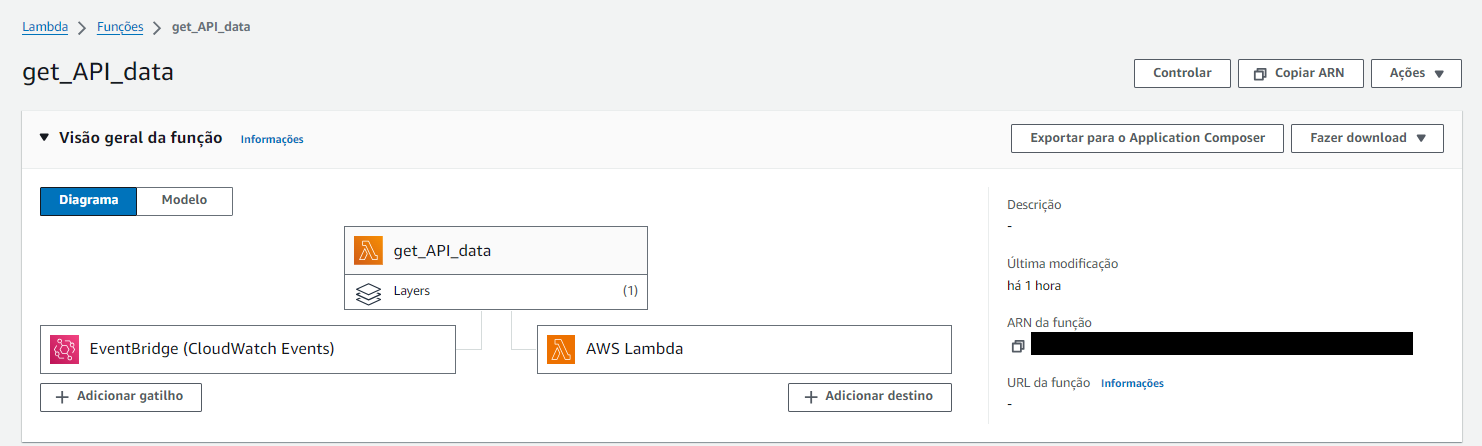 Lambda > Funções > get_API_data
get_API_data
Controlar
Copiar ARN
Ações
Visão geral da função
Informações
Exportar para o Application Composer
Fazer download
Diagrama
Modelo
get_API_data
Layers
(1)
EventBridge (CloudWatch Events)
AWS Lambda
+ Adicionar gatilho
+ Adicionar destino
Descrição
-
Última modificação
há 1 hora
ARN da função
URL da função
Informações
-